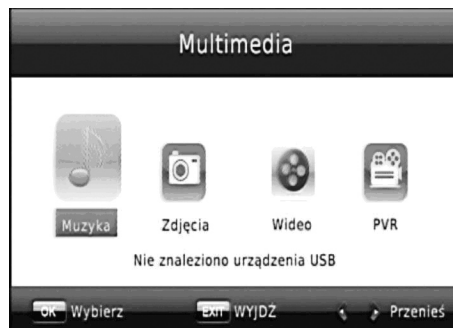 Multimedia
Muzyka Zdjęcia Wideo PVR
Nie znaleziono urządzenia USB
OK Wybierz EXIT WYJDŹ Przenieś